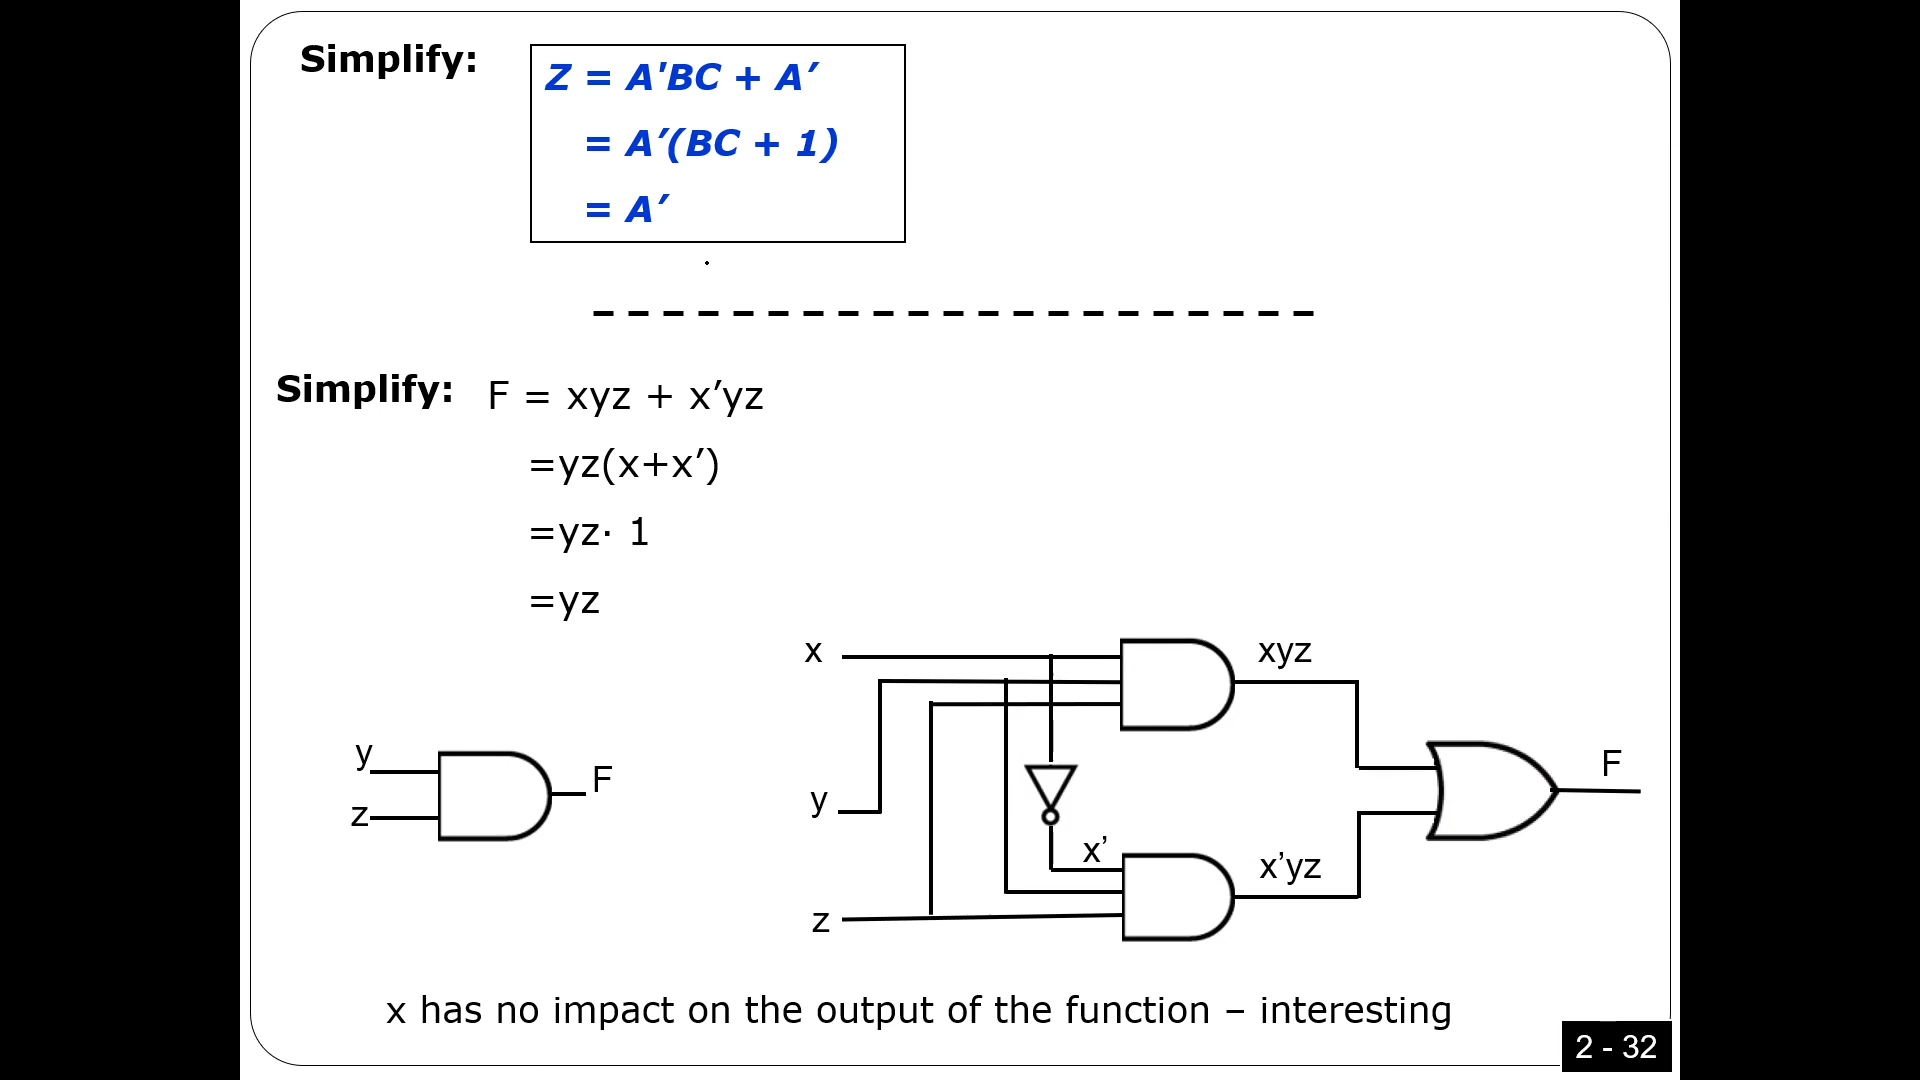 Simplify:
Z = A'BC + A′
= A′(BC + 1)
= A′
Simplify: F = xyz + x′yz
=yz(x+x′)
=yz· 1
=yz
x
xyz
y
F
z
y
F
x’
x’yz
z
x has no impact on the output of the function – interesting
2 - 32